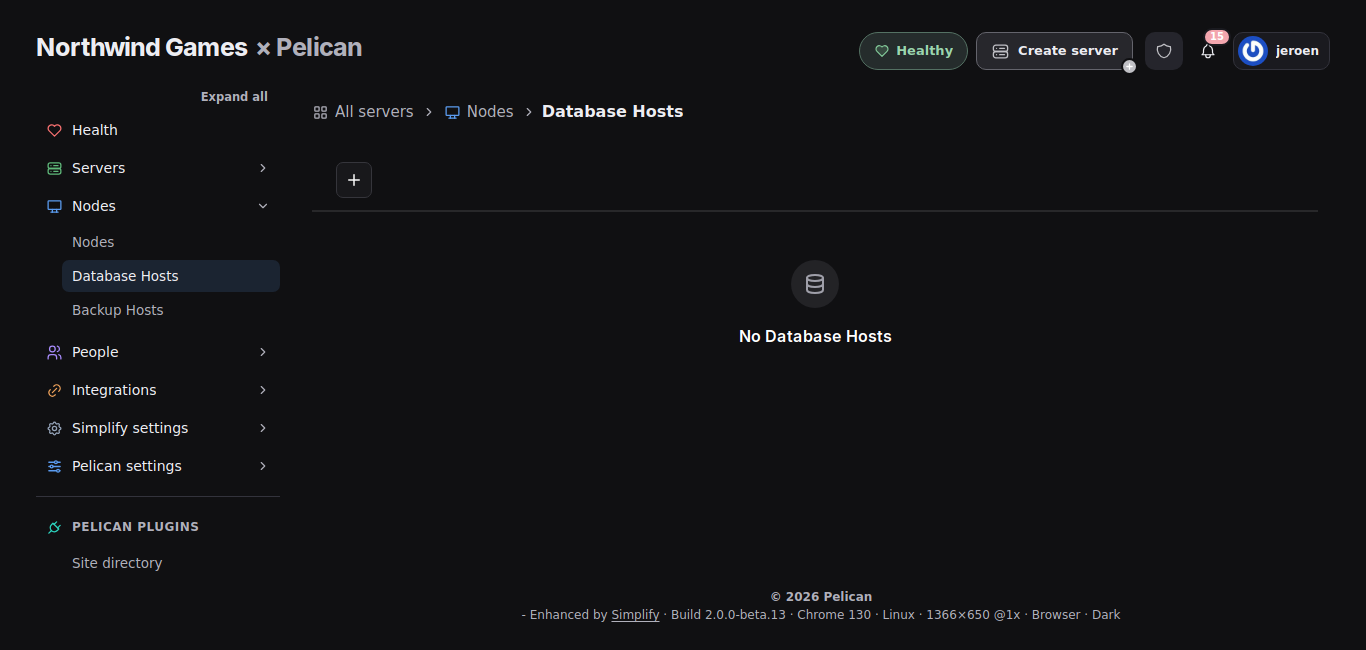 Northwind Games × Pelican
Healthy
Create server
15
jeroen
Expand all
Health
Servers
Nodes
Nodes
Database Hosts
Backup Hosts
People
Integrations
Simplify settings
Pelican settings
PELICAN PLUGINS
Site directory
All servers > Nodes > Database Hosts
No Database Hosts
© 2026 Pelican
- Enhanced by Simplify · Build 2.0.0-beta.13 · Chrome 130 · Linux · 1366×650 @1x · Browser · Dark